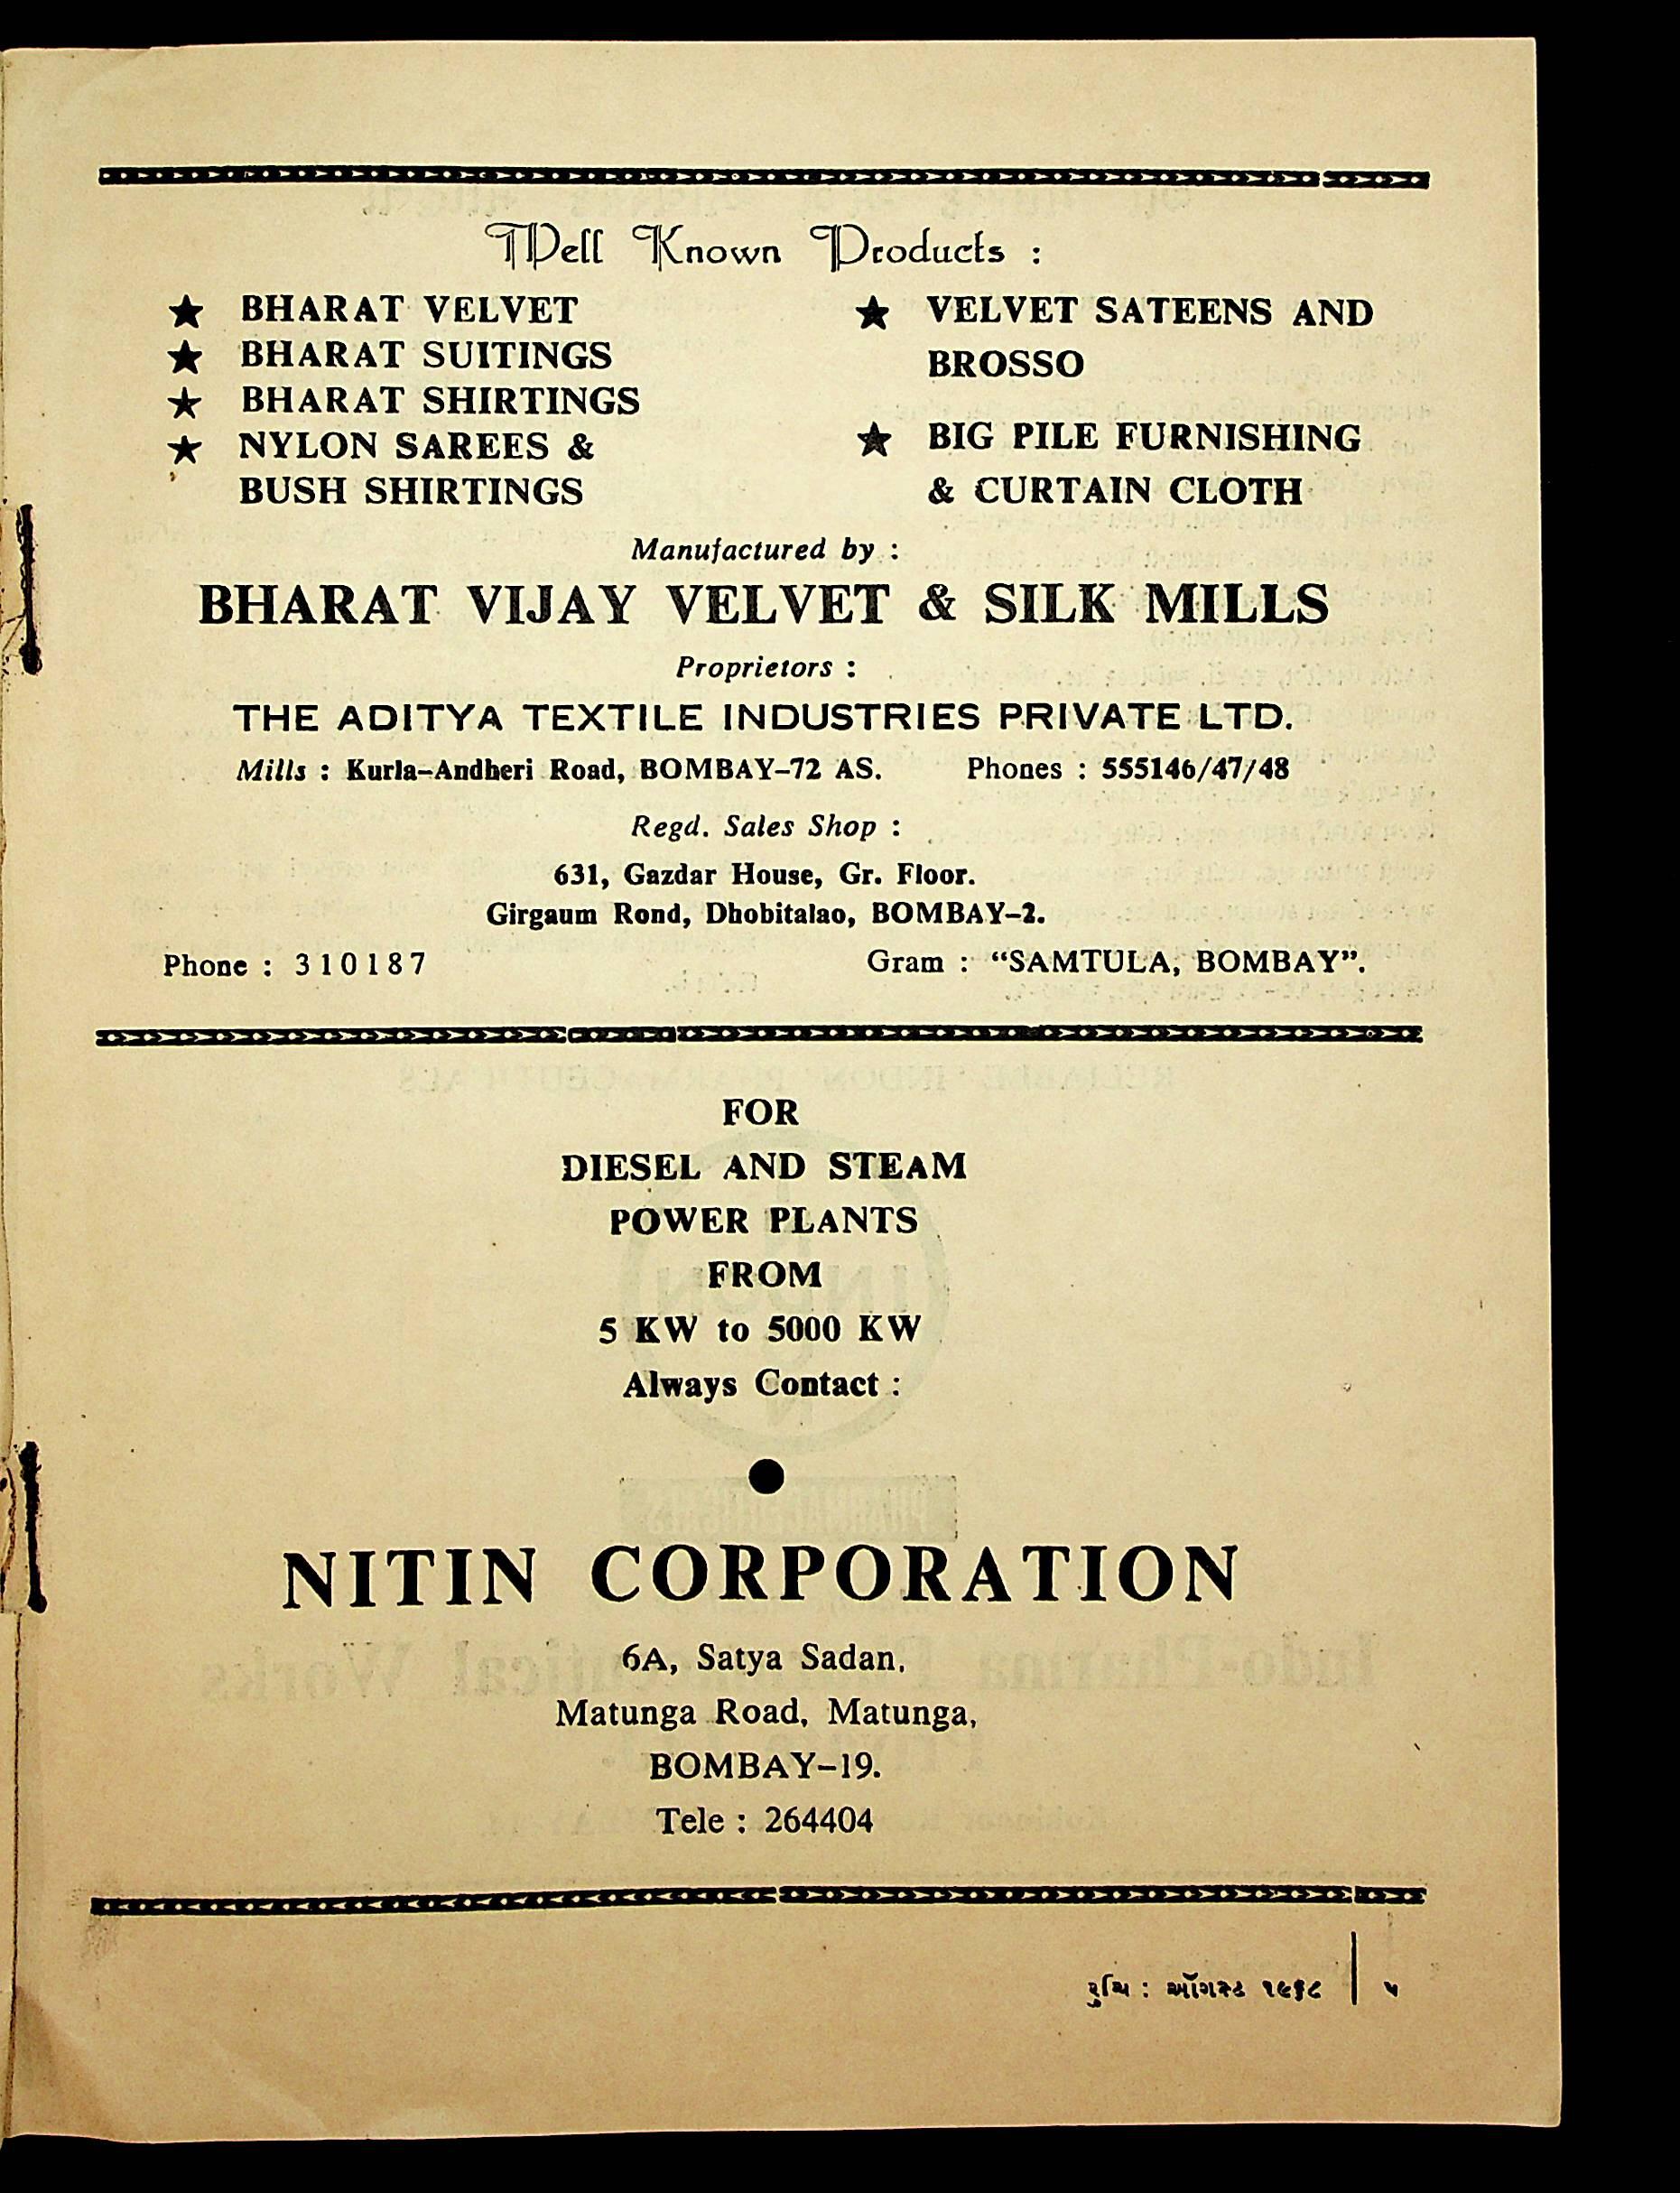 Well Known Products :
★ BHARAT VELVET
★ BHARAT SUITINGS
★ BHARAT SHIRTINGS
★ NYLON SAREES &
BUSH SHIRTINGS
★ VELVET SATEENS AND
BROSSO
★ BIG PILE FURNISHING
& CURTAIN CLOTH
Manufactured by :
BHARAT VIJAY VELVET & SILK MILLS
Proprietors :
THE ADITYA TEXTILE INDUSTRIES PRIVATE LTD.
Mills : Kurla-Andheri Road, BOMBAY-72 AS. Phones : 555146/47/48
Regd. Sales Shop :
631, Gazdar House, Gr. Floor.
Girgaum Rond, Dhobitalao, BOMBAY-2.
Phone : 310187 Gram : “SAMTULA, BOMBAY”.
FOR
DIESEL AND STEAM
POWER PLANTS
FROM
5 KW to 5000 KW
Always Contact :
NITIN CORPORATION
6A, Satya Sadan,
Matunga Road, Matunga,
BOMBAY-19.
Tele : 264404
રુચિ : ઑગસ્ટ ૧૯૬૮ | ૫